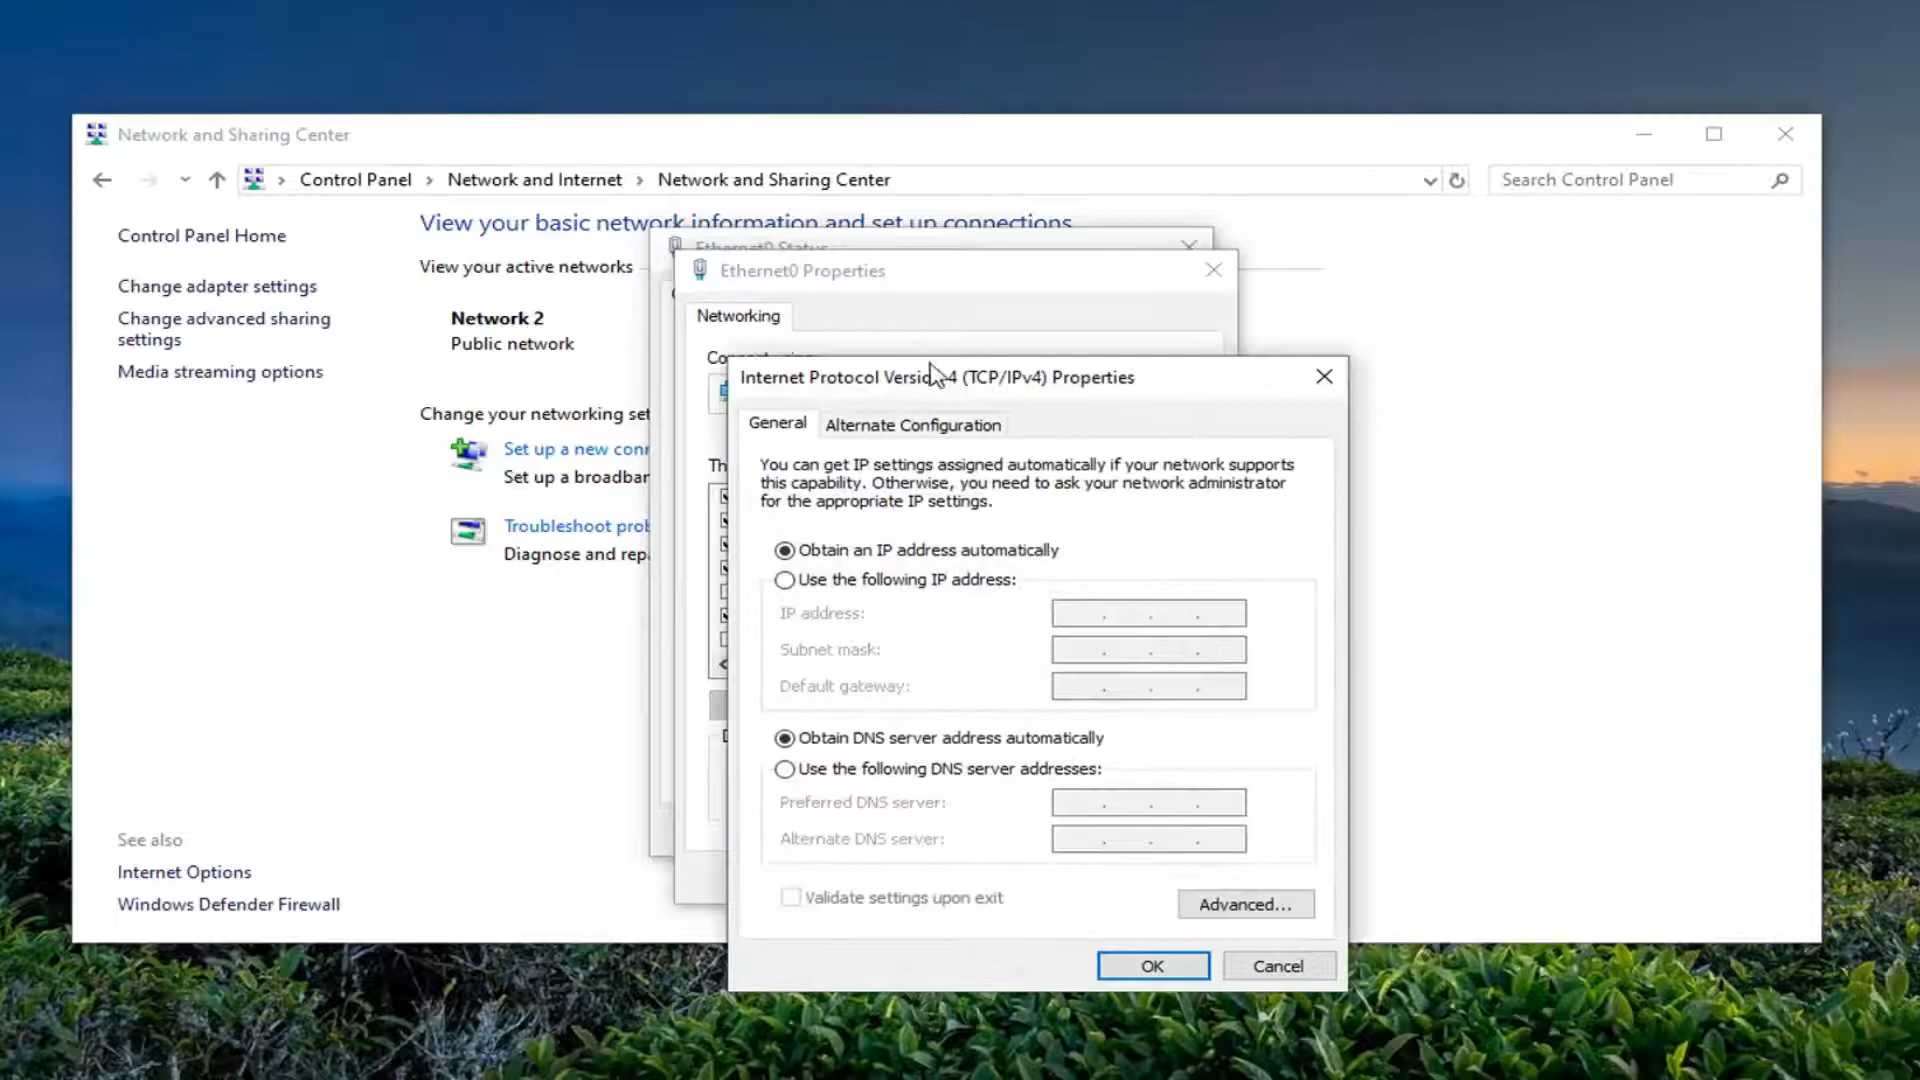 Network and Sharing Center
Control Panel
Network and Internet
Network and Sharing Center
Search Control Panel
Control Panel Home
Change adapter settings
Change advanced sharing
settings
Media streaming options
See also
Internet Options
Windows Defender Firewall
View your basic network information and set up connections
View your active networks
Network 2
Public network
Change your networking set
Set up a new conn
Set up a broadban
Troubleshoot prob
Diagnose and repa
Ethernet0 Status
Ethernet0 Properties
Networking
Th
Internet Protocol Version 4 (TCP/IPv4) Properties
General
Alternate Configuration
You can get IP settings assigned automatically if your network supports
this capability. Otherwise, you need to ask your network administrator
for the appropriate IP settings.
Obtain an IP address automatically
Use the following IP address:
IP address:
Subnet mask:
Default gateway:
Obtain DNS server address automatically
Use the following DNS server addresses:
Preferred DNS server:
Alternate DNS server:
Validate settings upon exit
Advanced...
OK
Cancel